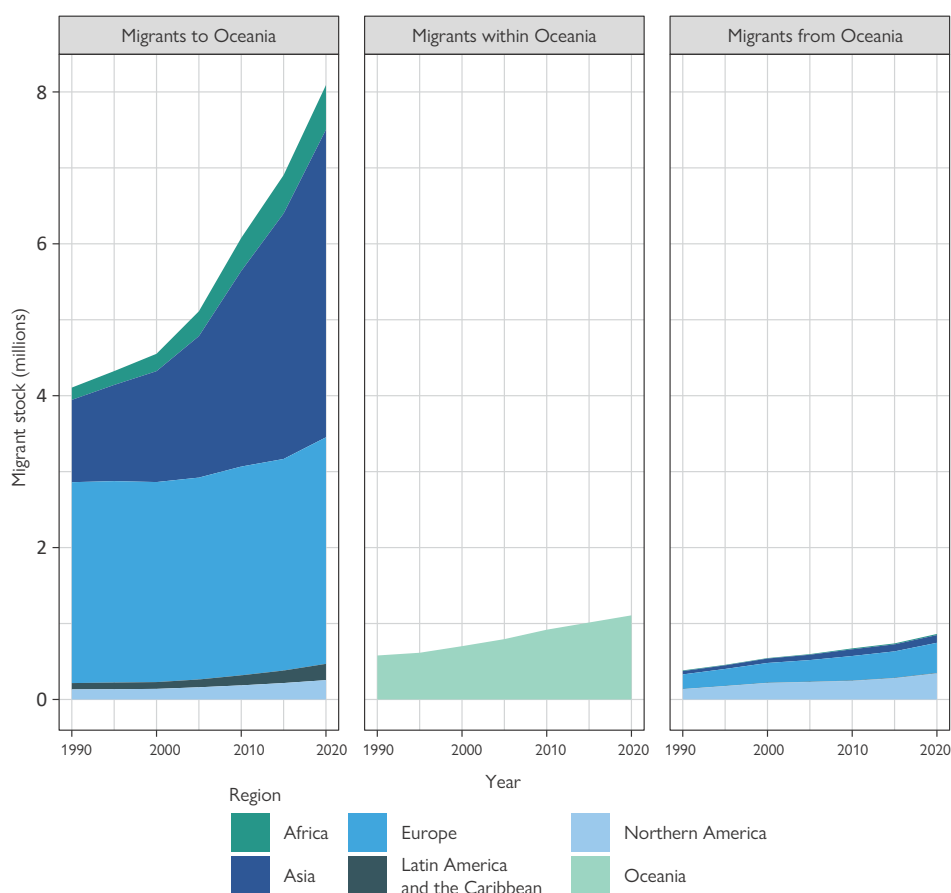 Migrants to Oceania
Migrants within Oceania
Migrants from Oceania
Migrant stock (millions)
8
6
4
2
0
1990 2000 2010 2020
1990 2000 2010 2020
1990 2000 2010 2020
Year
Region
Africa
Europe
Northern America
Asia
Latin America
and the Caribbean
Oceania